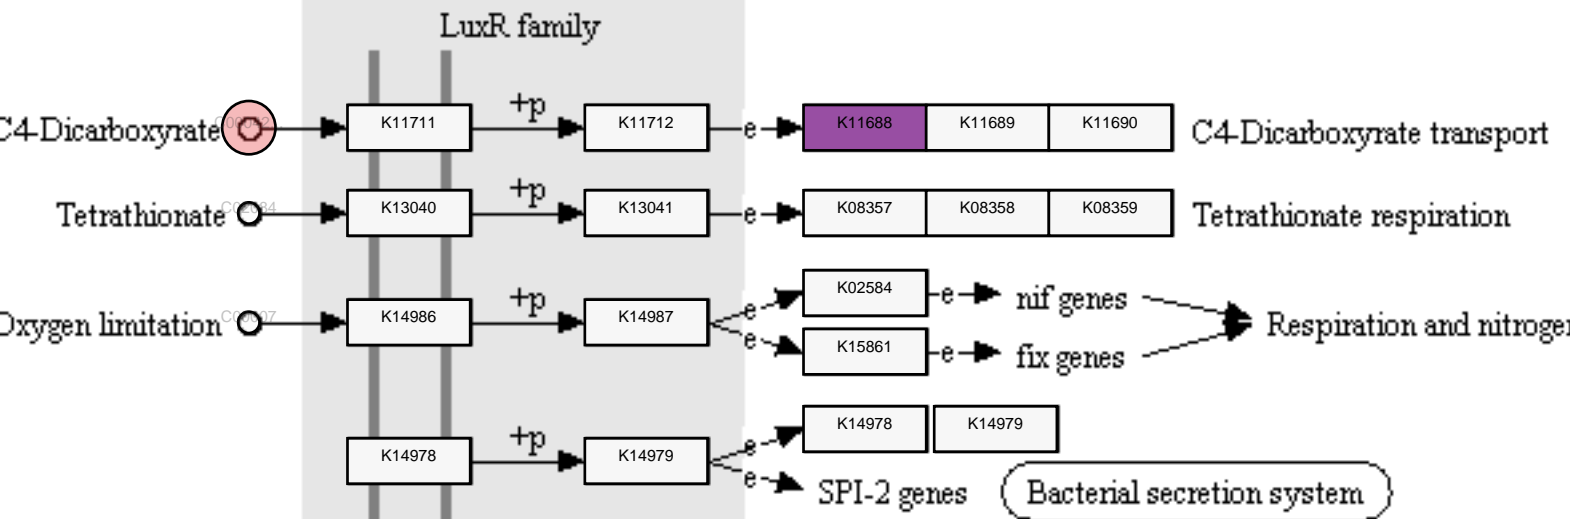 LuxR family
C4-Dicarboxyrate K11711 +p K11712 e K11688 K11689 K11690 C4-Dicarboxyrate transport
Tetrathionate K13040 +p K13041 e K08357 K08358 K08359 Tetrathionate respiration
e K02584 e nif genes
Oxygen limitation K14986 +p K14987 Respiration and nitrogen
e K15861 e fix genes
K14978 +p K14979 e K14978 K14979
e SPI-2 genes Bacterial secretion system